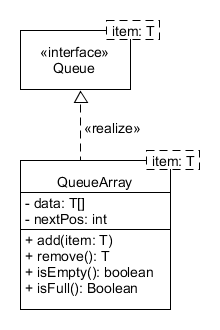 item: T
«interface»
Queue
«realize»
item: T
QueueArray
- data: T[]
- nextPos: int
+ add(item: T)
+ remove(): T
+ isEmpty(): boolean
+ isFull(): Boolean